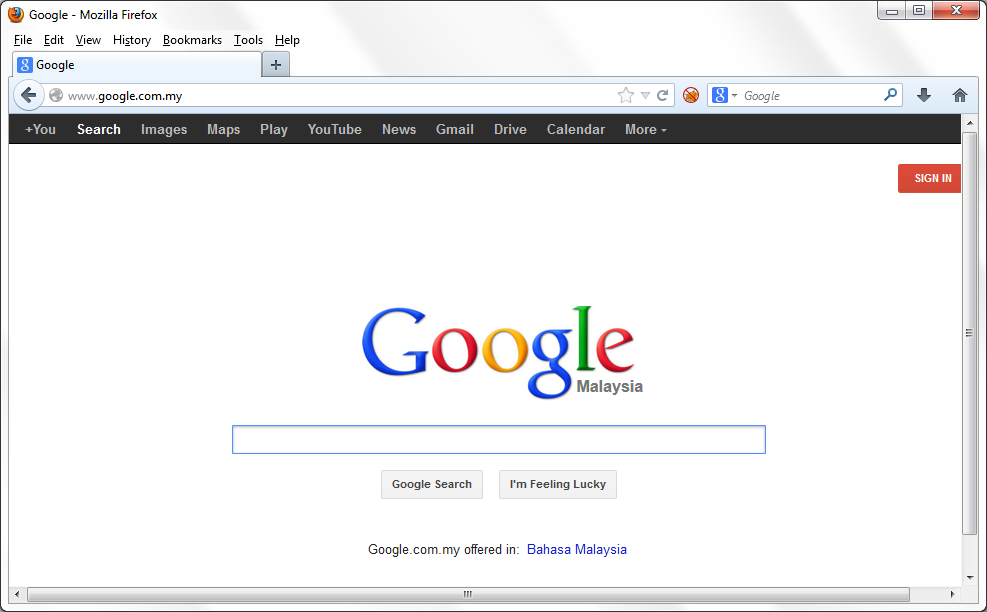 Google - Mozilla Firefox
File Edit View History Bookmarks Tools Help
Google
www.google.com.my
Google
+You Search Images Maps Play YouTube News Gmail Drive Calendar More
SIGN IN
Google
Malaysia
Google Search I'm Feeling Lucky
Google.com.my offered in: Bahasa Malaysia